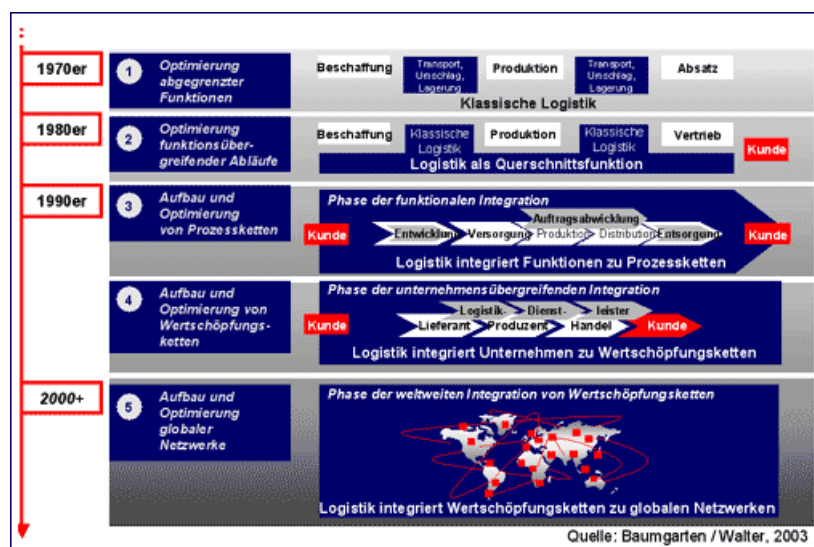 1970er
1
Optimierung
abgegrenzter
Funktionen
Beschaffung
Transport,
Umschlag,
Lagerung
Produktion
Transport,
Umschlag,
Lagerung
Absatz
Klassische Logistik
1980er
2
Optimierung
funktionsüber-
greifender Abläufe
Beschaffung
Klassische
Logistik
Produktion
Klassische
Logistik
Vertrieb
Kunde
Logistik als Querschnittsfunktion
1990er
3
Aufbau und
Optimierung
von Prozessketten
Phase der funktionalen Integration
Kunde
Auftragsabwicklung
Entwicklung
Versorgung
Produktion
Distribution
Entsorgung
Kunde
Logistik integriert Funktionen zu Prozessketten
4
Aufbau und
Optimierung von
Wertschöpfungs-
ketten
Phase der unternehmensübergreifenden Integration
Kunde
Logistik-
Dienst-
leister
Lieferant
Produzent
Handel
Kunde
Logistik integriert Unternehmen zu Wertschöpfungsketten
2000+
5
Aufbau und
Optimierung
globaler
Netzwerke
Phase der weltweiten Integration von Wertschöpfungsketten
Logistik integriert Wertschöpfungsketten zu globalen Netzwerken
Quelle: Baumgarten / Walter, 2003